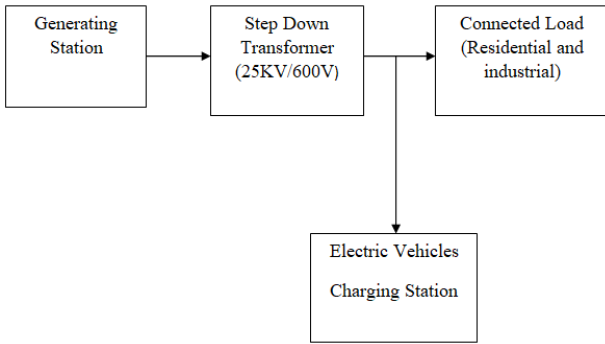 Generating
Station
Step Down
Transformer
(25KV/600V)
Connected Load
(Residential and
industrial)
Electric Vehicles
Charging Station